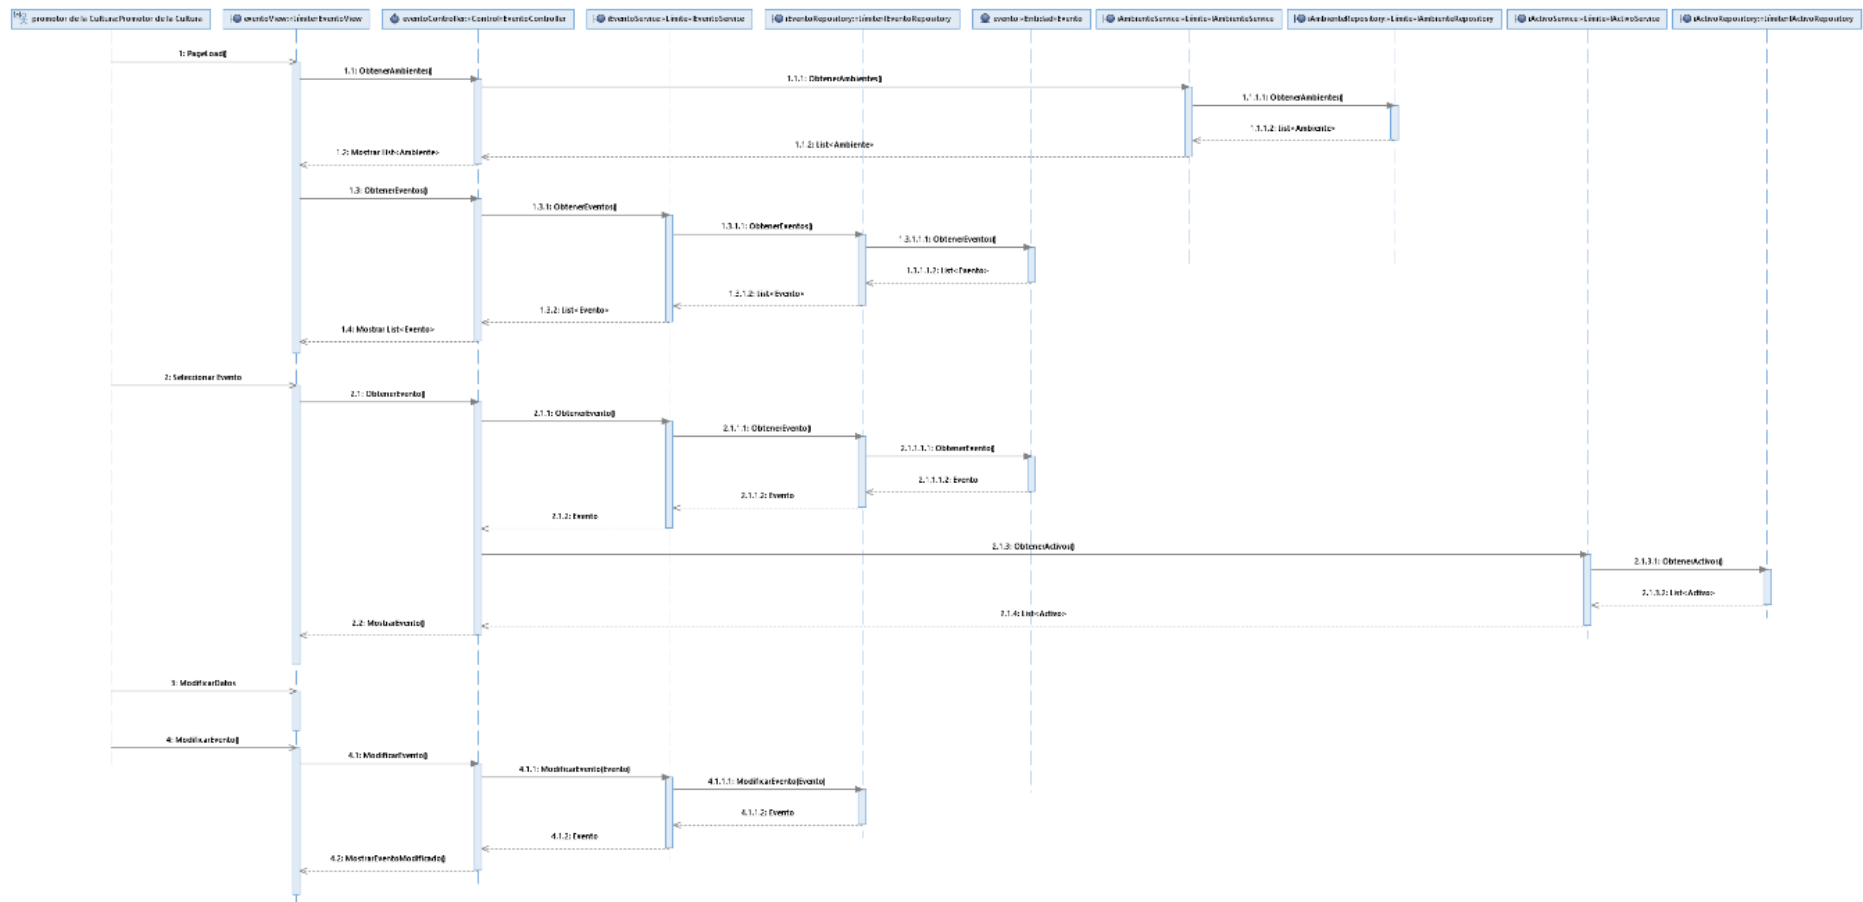 promotor de la Cultura:Promotor de la Cultura
eventoView:«Límite»EventoView
eventoController:«Control»EventoController
iEventoService:«Límite»IEventoService
iEventoRepository:«Límite»IEventoRepository
evento:«Entidad»Evento
iAmbienteService:«Límite»IAmbienteService
iAmbienteRepository:«Límite»IAmbienteRepository
iActivoService:«Límite»IActivoService
iActivoRepository:«Límite»IActivoRepository
1: PageLoad()
1.1: ObtenerAmbientes()
1.1.1: ObtenerAmbientes()
1.1.1.1: ObtenerAmbientes()
1.1.1.2: List<Ambiente>
1.1.2: List<Ambiente>
1.2: Mostrar List<Ambiente>
1.3: ObtenerEventos()
1.3.1: ObtenerEventos()
1.3.1.1: ObtenerEventos()
1.3.1.1.1: ObtenerEventos()
1.3.1.1.2: List<Evento>
1.3.1.2: List<Evento>
1.3.2: List<Evento>
1.4: Mostrar List<Evento>
2: Seleccionar Evento
2.1: ObtenerEvento()
2.1.1: ObtenerEvento()
2.1.1.1: ObtenerEvento()
2.1.1.1.1: ObtenerEvento()
2.1.1.1.2: Evento
2.1.1.2: Evento
2.1.2: Evento
2.1.3: ObtenerActivos()
2.1.3.1: ObtenerActivos()
2.1.3.2: List<Activo>
2.1.4: List<Activo>
2.2: MostrarEvento()
3: ModificarDatos
4: ModificarEvento()
4.1: ModificarEvento()
4.1.1: ModificarEvento(Evento)
4.1.1.1: ModificarEvento(Evento)
4.1.1.2: Evento
4.1.2: Evento
4.2: MostrarEventoModificado()